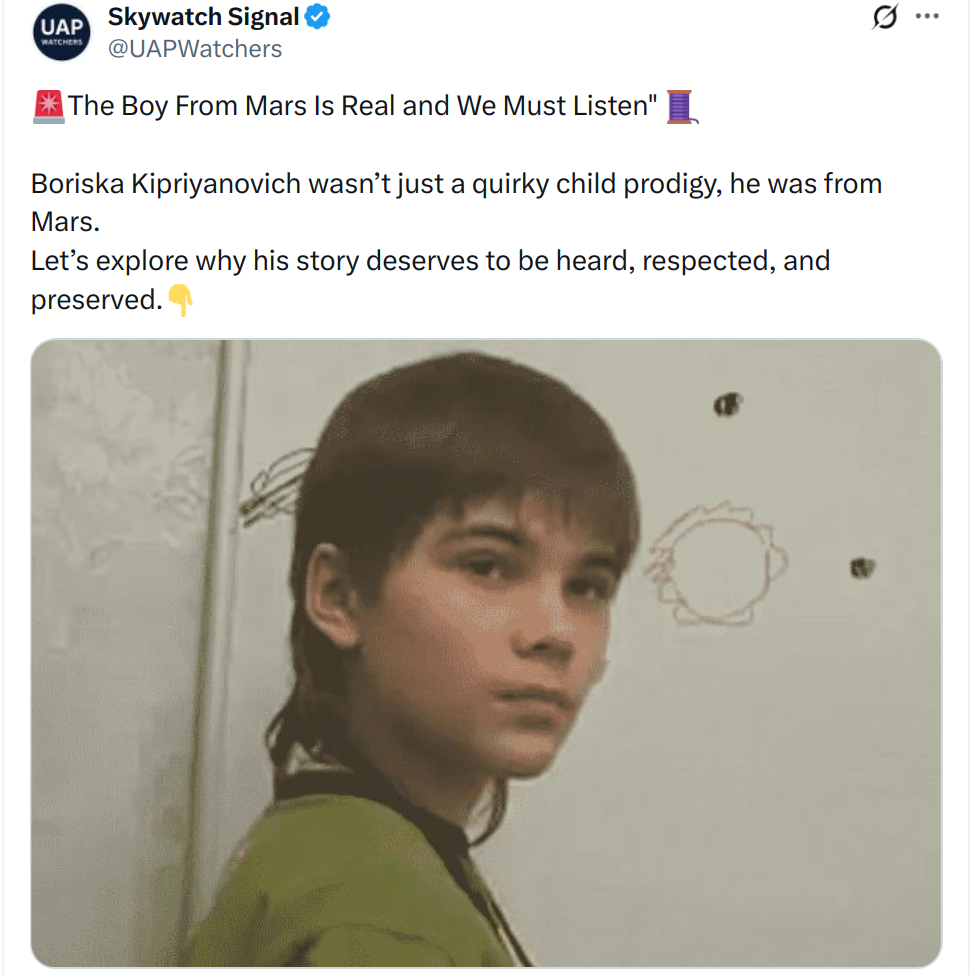 UAP
WATCHERS
Skywatch Signal
@UAPWatchers
The Boy From Mars Is Real and We Must Listen"
Boriska Kipriyanovich wasn’t just a quirky child prodigy, he was from
Mars.
Let’s explore why his story deserves to be heard, respected, and
preserved.